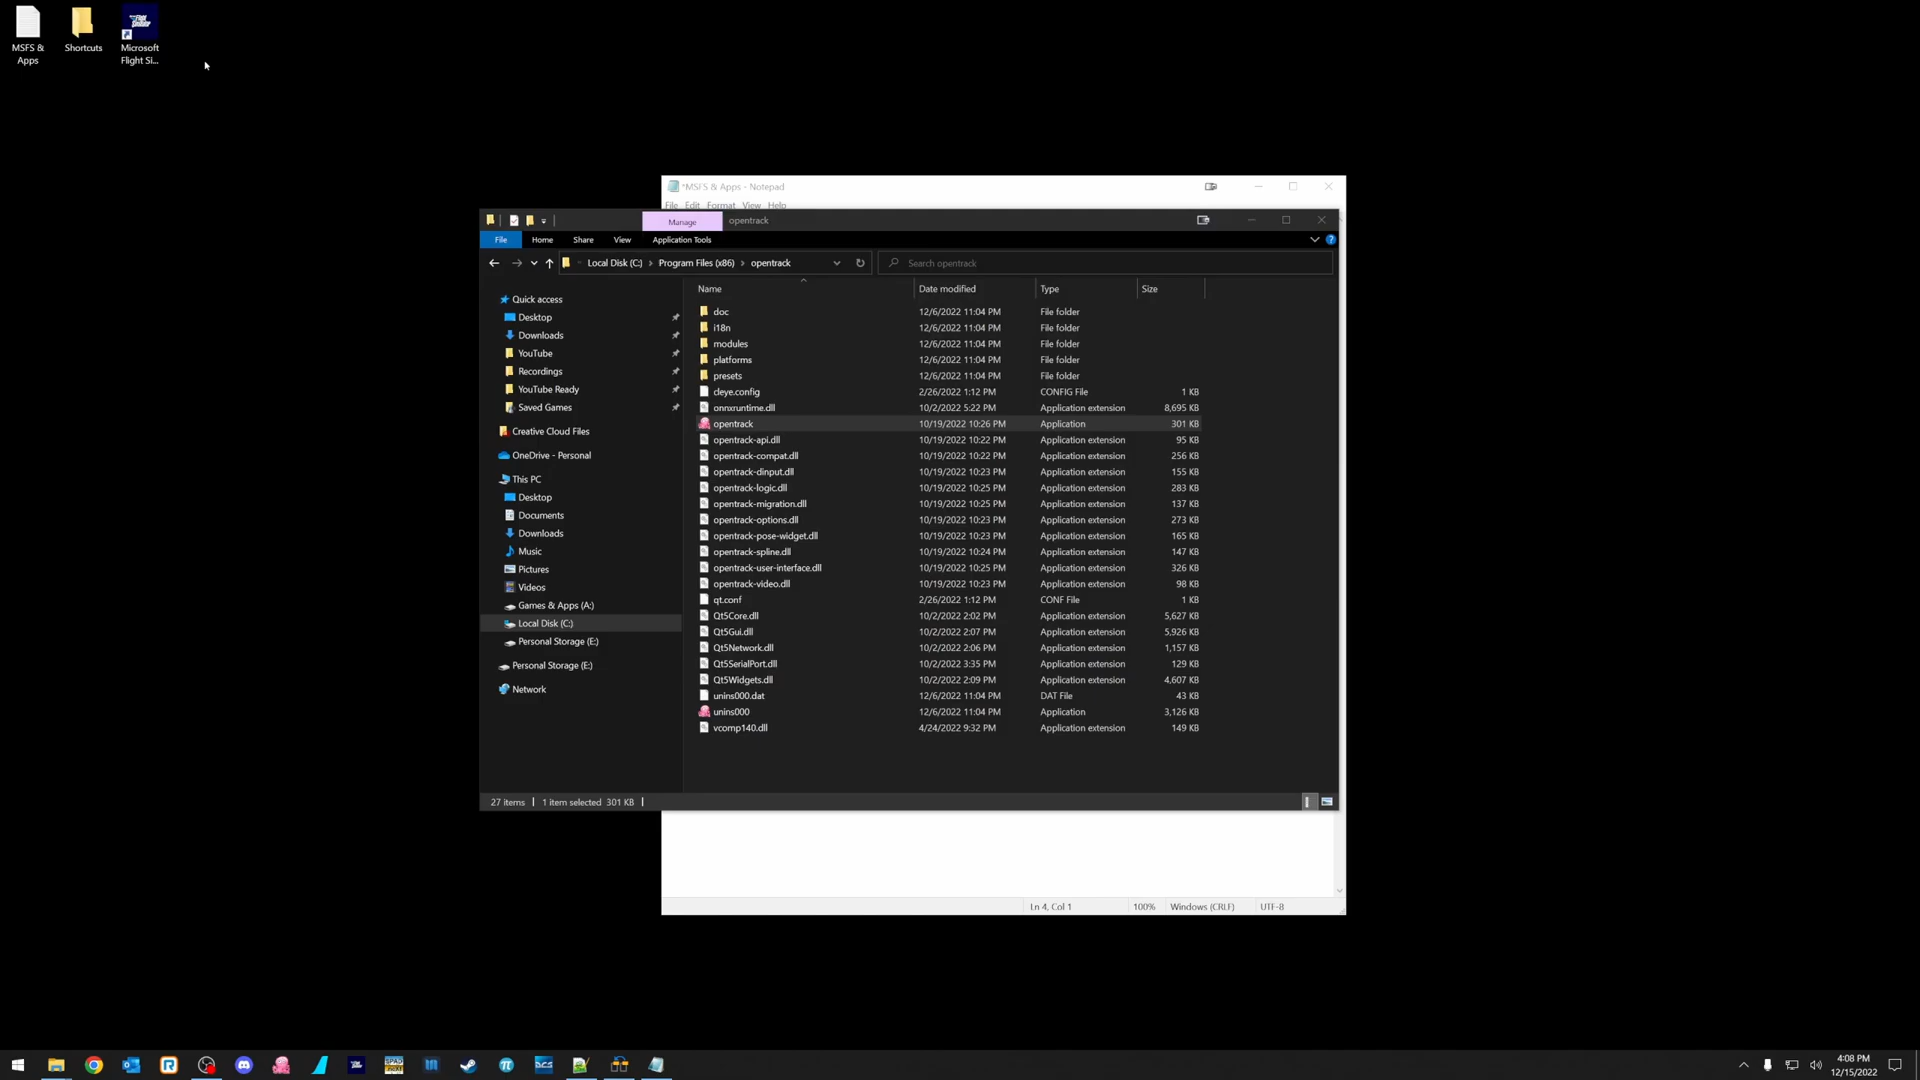 MSFS &
Apps
Shortcuts
Microsoft
Flight Si...
*MSFS & Apps - Notepad
File Edit Format View Help
Manage
opentrack
File Home Share View Application Tools
Local Disk (C:) Program Files (x86) opentrack
Search opentrack
Name Date modified Type Size
Quick access
Desktop
Downloads
YouTube
Recordings
YouTube Ready
Saved Games
Creative Cloud Files
OneDrive - Personal
This PC
Desktop
Documents
Downloads
Music
Pictures
Videos
Games & Apps (A:)
Local Disk (C:)
Personal Storage (E:)
Personal Storage (E:)
Network
doc 12/6/2022 11:04 PM File folder
i18n 12/6/2022 11:04 PM File folder
modules 12/6/2022 11:04 PM File folder
platforms 12/6/2022 11:04 PM File folder
presets 12/6/2022 11:04 PM File folder
cleye.config 2/26/2022 1:12 PM CONFIG File 1 KB
onnxruntime.dll 10/2/2022 5:22 PM Application extension 8,695 KB
opentrack 10/19/2022 10:26 PM Application 301 KB
opentrack-api.dll 10/19/2022 10:22 PM Application extension 95 KB
opentrack-compat.dll 10/19/2022 10:22 PM Application extension 256 KB
opentrack-dinput.dll 10/19/2022 10:23 PM Application extension 155 KB
opentrack-logic.dll 10/19/2022 10:25 PM Application extension 283 KB
opentrack-migration.dll 10/19/2022 10:25 PM Application extension 137 KB
opentrack-options.dll 10/19/2022 10:23 PM Application extension 273 KB
opentrack-pose-widget.dll 10/19/2022 10:23 PM Application extension 165 KB
opentrack-spline.dll 10/19/2022 10:24 PM Application extension 147 KB
opentrack-user-interface.dll 10/19/2022 10:25 PM Application extension 326 KB
opentrack-video.dll 10/19/2022 10:23 PM Application extension 98 KB
qt.conf 2/26/2022 1:12 PM CONF File 1 KB
Qt5Core.dll 10/2/2022 2:02 PM Application extension 5,627 KB
Qt5Gui.dll 10/2/2022 2:07 PM Application extension 5,926 KB
Qt5Network.dll 10/2/2022 2:06 PM Application extension 1,157 KB
Qt5SerialPort.dll 10/2/2022 3:35 PM Application extension 129 KB
Qt5Widgets.dll 10/2/2022 2:09 PM Application extension 4,607 KB
unins000.dat 12/6/2022 11:04 PM DAT File 43 KB
unins000 12/6/2022 11:04 PM Application 3,126 KB
vcomp140.dll 4/24/2022 9:32 PM Application extension 149 KB
27 items 1 item selected 301 KB
Ln 4, Col 1 100% Windows (CRLF) UTF-8
4:08 PM
12/15/2022